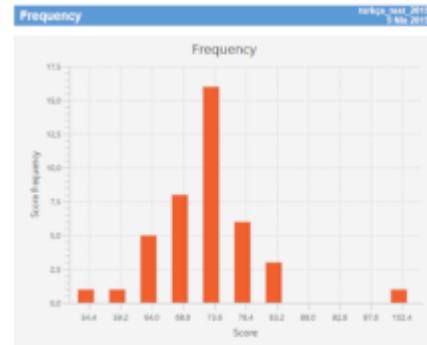 Frequency
türkçe_test_201
Frequency
17,5
15,0
12,5
10,0
7,5
5,0
2,5
0,0
Score frequency
54.4 59.2 64.0 68.8 73.6 78.4 83.2 88.0 92.8 97.6 102.4
Score